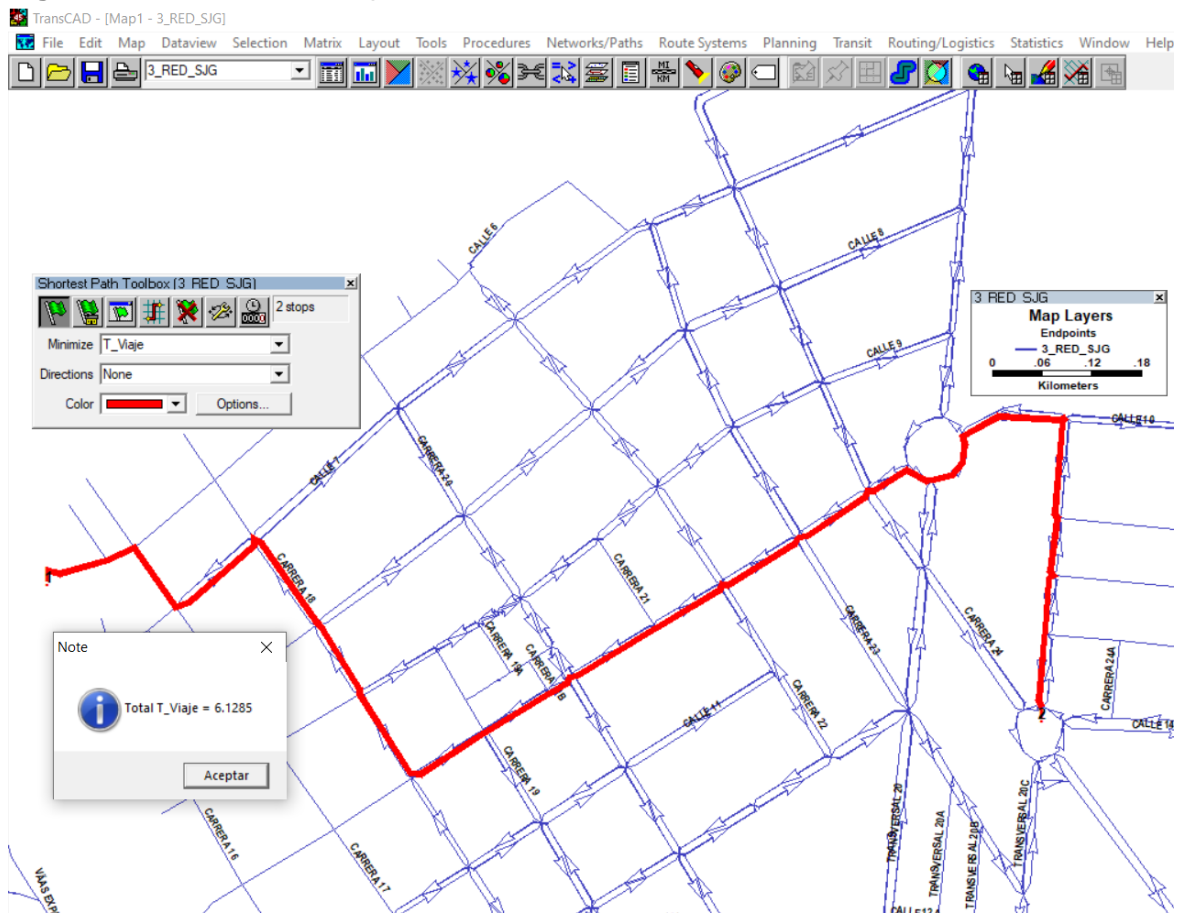 TransCAD - [Map1 - 3_RED_SJG]
File Edit Map Dataview Selection Matrix Layout Tools Procedures Networks/Paths Route Systems Planning Transit Routing/Logistics Statistics Window Help
3_RED_SJG
MI
KM
CALLE 6
CALLE 8
Shortest Path Toolbox (3_RED_SJG)
2 stops
Minimize T_Viaje
Directions None
Color
Options...
3_RED_SJG
Map Layers
Endpoints
3_RED_SJG
0 .06 .12 .18
Kilometers
CALLE 9
CALLE 10
CARRERA 20
CALLE 7
CARRERA 18
CARRERA 21
1
CARRERA 19A
CARRERA 23
CARRERA 24
CARRERA 24A
Note
Total T_Viaje = 6.1285
Aceptar
CARRERA 22
CALLE 11
2
CALLE 14
CARRERA 19
CARRERA 16
CARRERA 17
TRANSVERSAL 20
TRANSVERSAL 20A
TRANSVERSAL 20B
TRANSVERSAL 20C